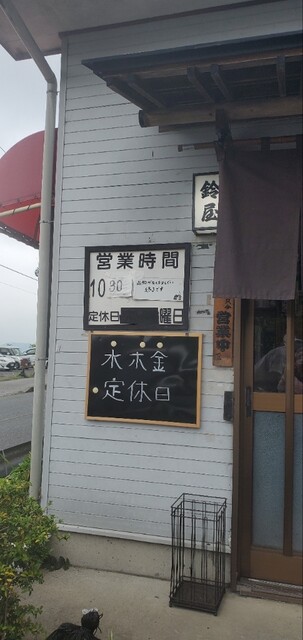 鈴屋
営業時間
10 30
定休日 曜日
営業中
水木金
定休日